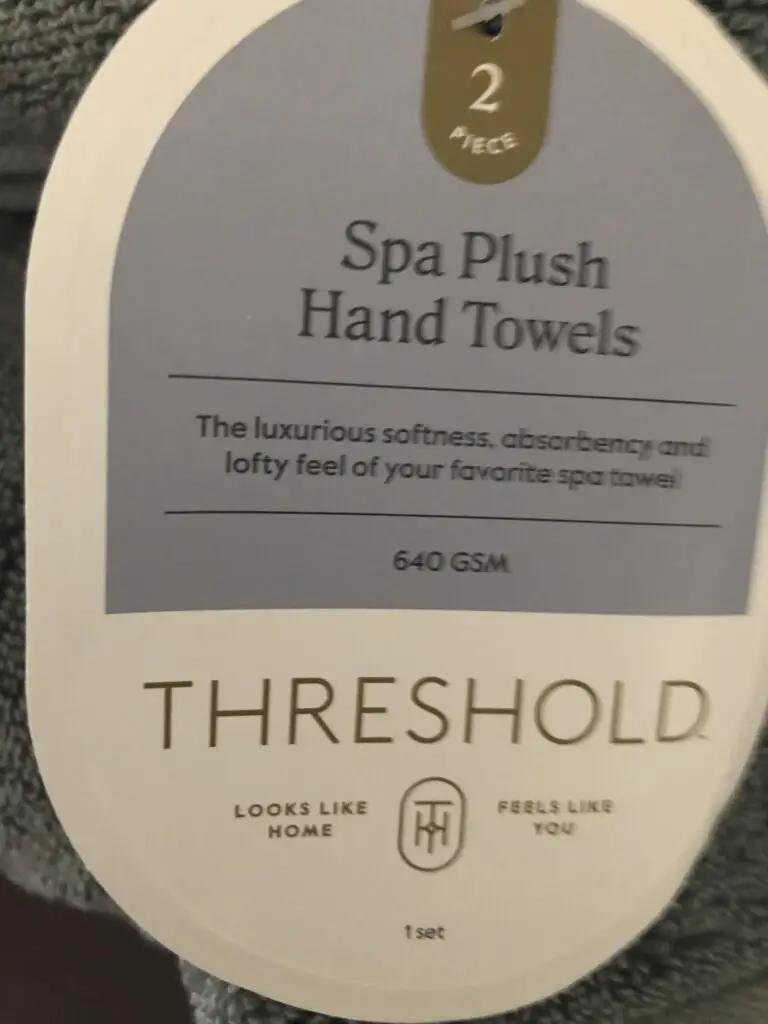 2
PIECE
Spa Plush
Hand Towels
The luxurious softness, absorbency and
lofty feel of your favorite spa towel
640 GSM
THRESHOLD
LOOKS LIKE
HOME
TH
FEELS LIKE
YOU
1 set